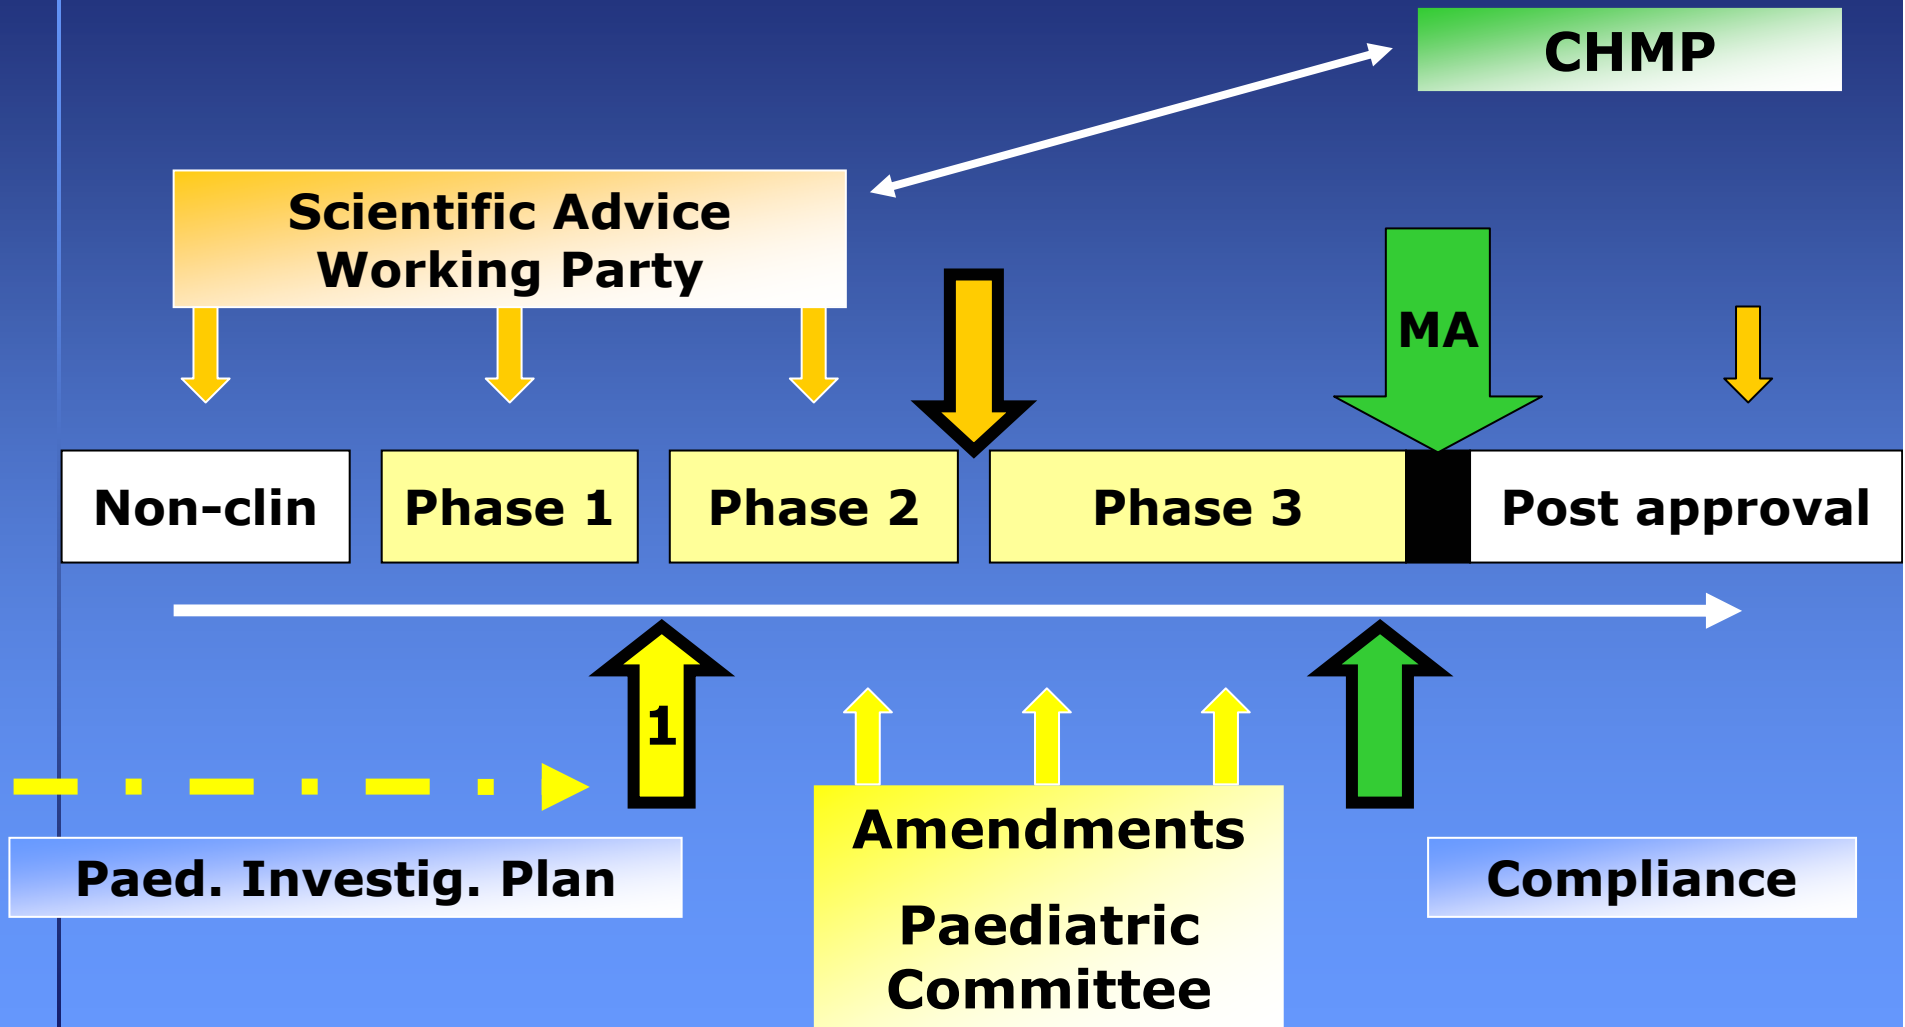 CHMP
Scientific Advice
Working Party
MA
Non-clin
Phase 1
Phase 2
Phase 3
Post approval
1
Amendments
Paediatric
Committee
Paed. Investig. Plan
Compliance